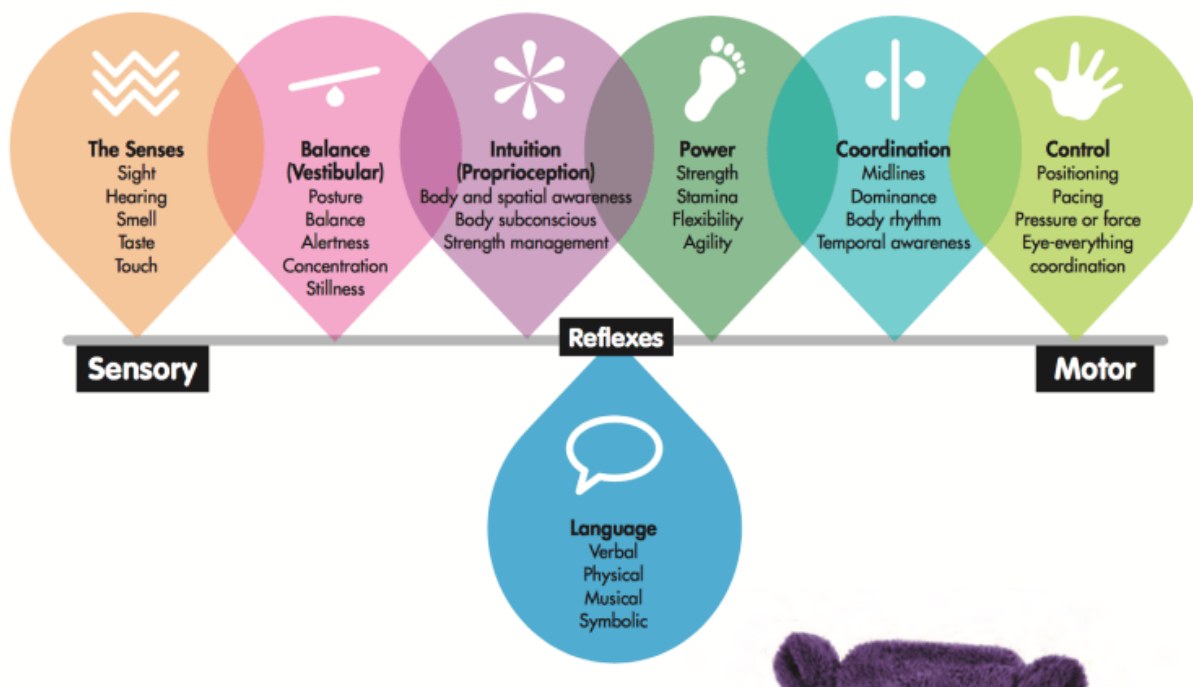 The Senses
Sight
Hearing
Smell
Taste
Touch
Balance
(Vestibular)
Posture
Balance
Alertness
Concentration
Stillness
Intuition
(Proprioception)
Body and spatial awareness
Body subconscious
Strength management
Power
Strength
Stamina
Flexibility
Agility
Coordination
Midlines
Dominance
Body rhythm
Temporal awareness
Control
Positioning
Pacing
Pressure or force
Eye-everything
coordination
Reflexes
Sensory
Motor
Language
Verbal
Physical
Musical
Symbolic